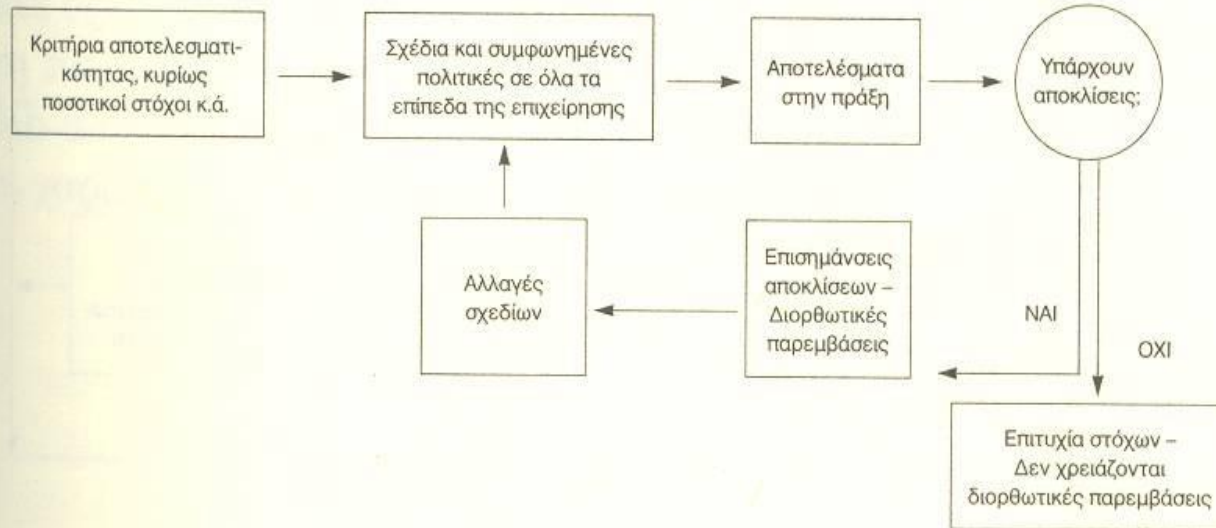 Κριτήρια αποτελεσματι-
κότητας, κυρίως
ποσοτικοί στόχοι κ.ά.
Σχέδια και συμφωνημένες
πολιτικές σε όλα τα
επίπεδα της επιχείρησης
Αποτελέσματα
στην πράξη
Υπάρχουν
αποκλίσεις;
Αλλαγές
σχεδίων
Επισημάνσεις
αποκλίσεων –
Διορθωτικές
παρεμβάσεις
ΝΑΙ
ΟΧΙ
Επιτυχία στόχων –
Δεν χρειάζονται
διορθωτικές παρεμβάσεις